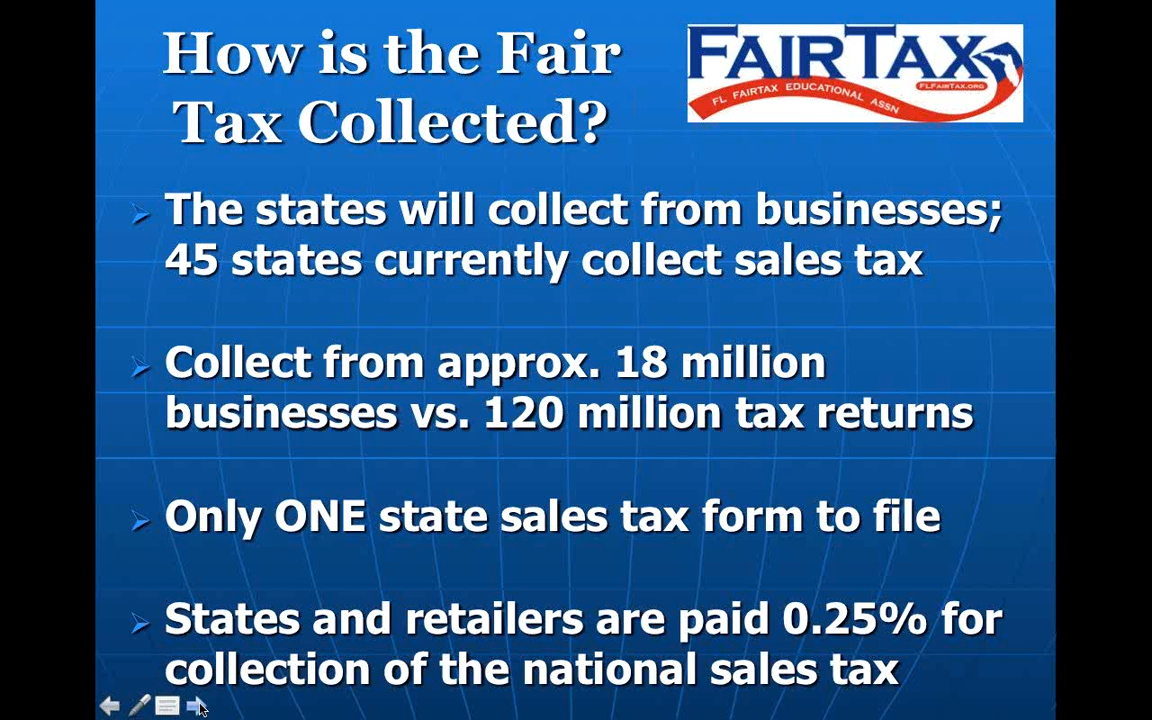 How is the Fair
Tax Collected?
FAIRTAX
FLFAIRTAX.ORG
FL FAIRTAX EDUCATIONAL ASSN
The states will collect from businesses;
45 states currently collect sales tax
Collect from approx. 18 million
businesses vs. 120 million tax returns
Only ONE state sales tax form to file
States and retailers are paid 0.25% for
collection of the national sales tax